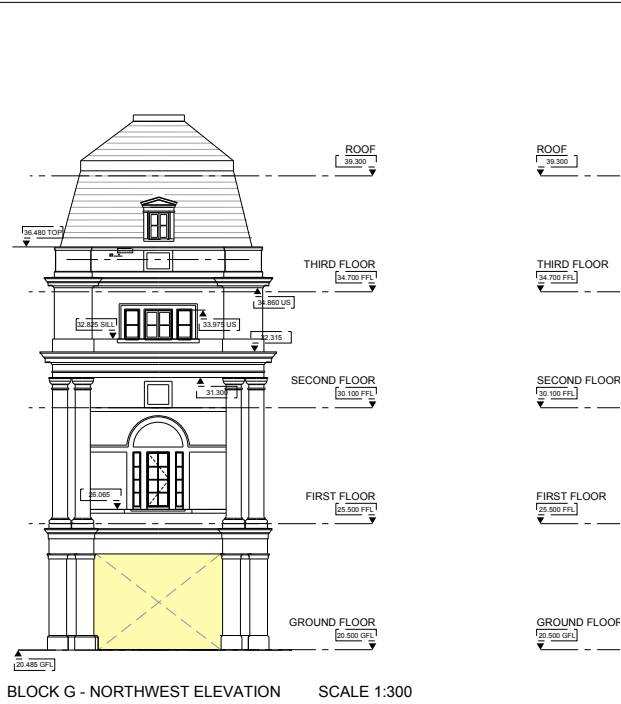 ROOF
39.300
ROOF
39.300
36.480 TOP
THIRD FLOOR
34.700 FFL
THIRD FLOOR
34.700 FFL
34.860 US
32.825 SILL
33.975 US
32.315
SECOND FLOOR
30.100 FFL
SECOND FLOOR
30.100 FFL
31.300
26.065
FIRST FLOOR
25.500 FFL
FIRST FLOOR
25.500 FFL
GROUND FLOOR
20.500 GFL
GROUND FLOOR
20.500 GFL
20.485 GFL
BLOCK G - NORTHWEST ELEVATION SCALE 1:300